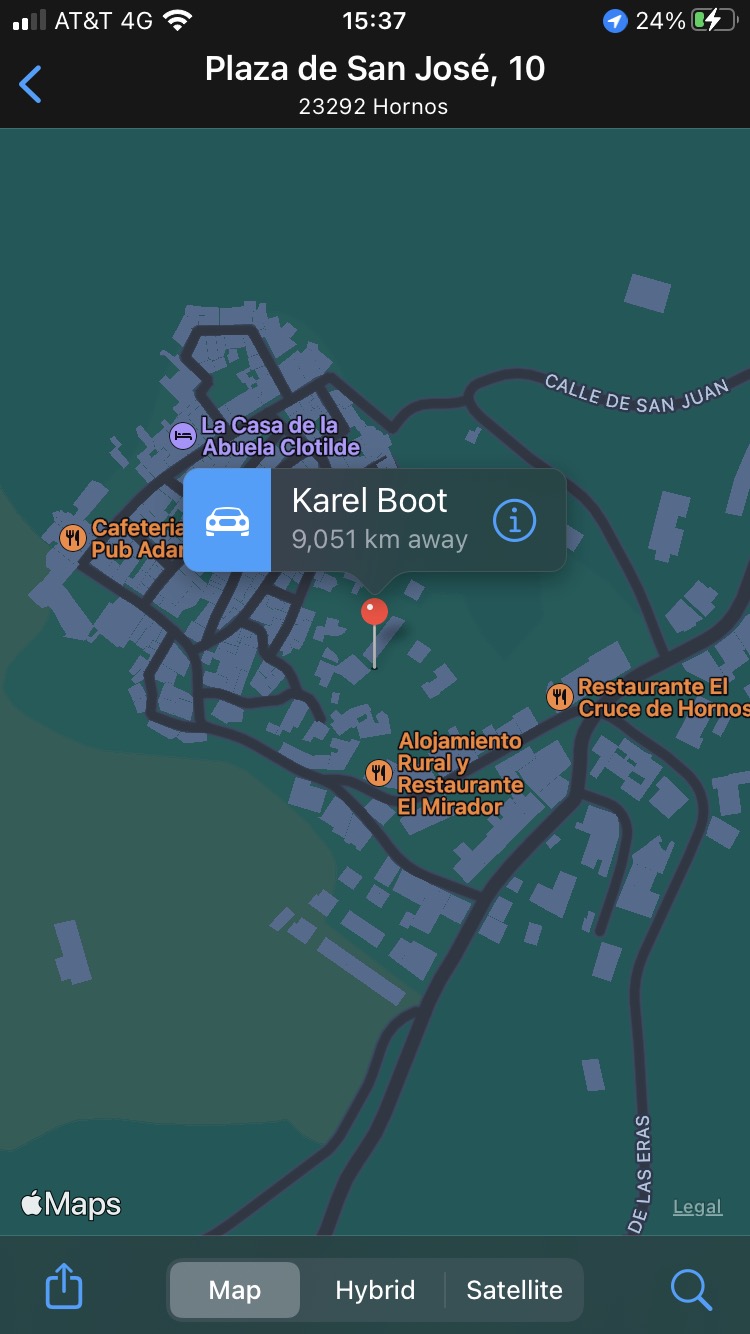 AT&T 4G 15:37 24%
Plaza de San José, 10
23292 Hornos
CALLE DE SAN JUAN
La Casa de la
Abuela Clotilde
Karel Boot
9,051 km away
Cafeteria
Pub
Restaurante El
Cruce de Hornos
Alojamiento
Rural y
Restaurante
El Mirador
DE LAS ERAS
Maps
Legal
Map Hybrid Satellite